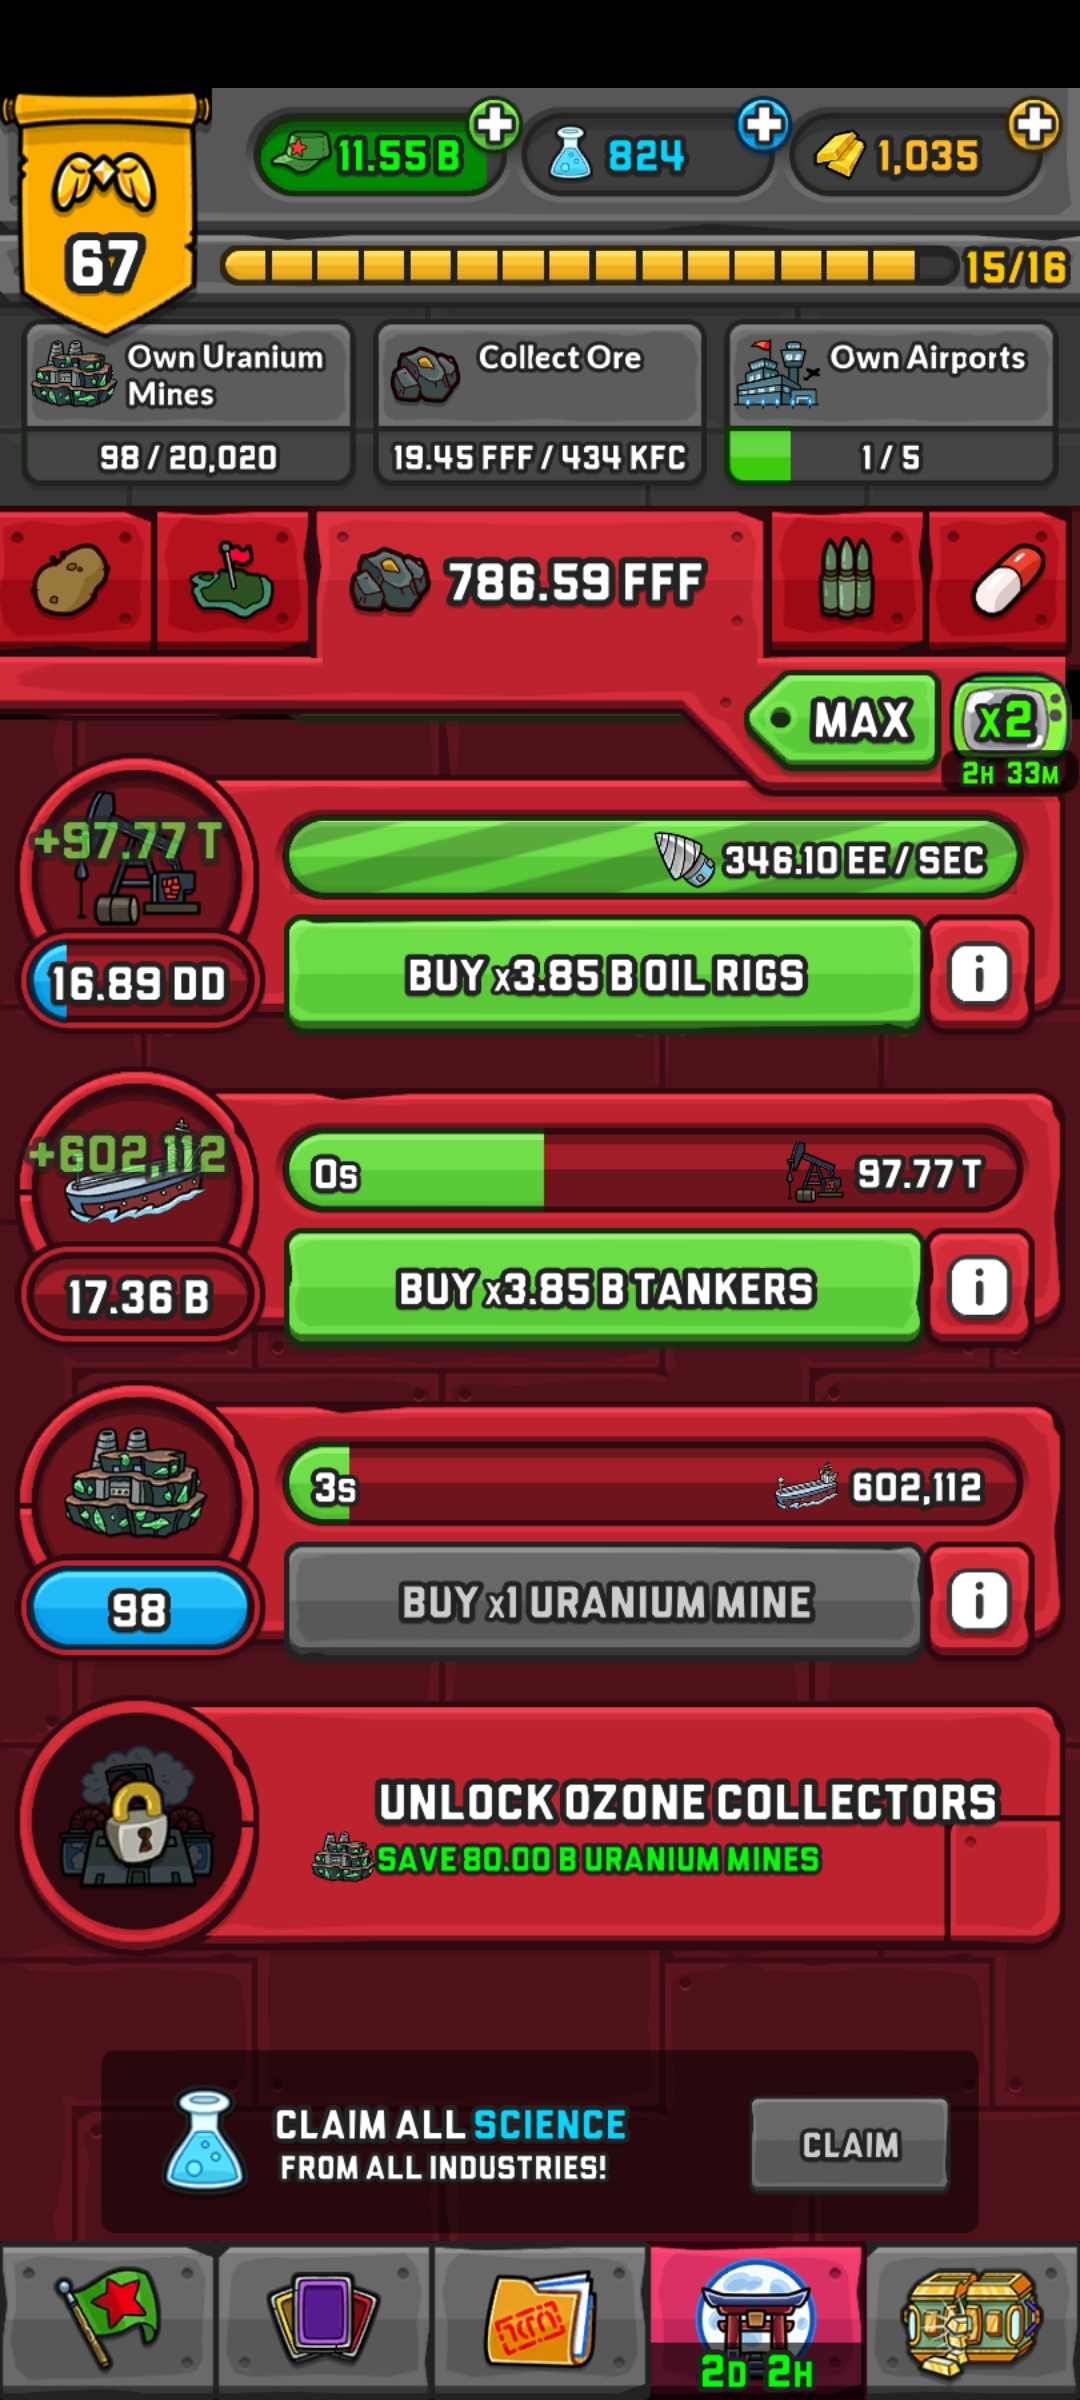 67
11.55 B
824
1,035
15/16
Own Uranium
Mines
98 / 20,020
Collect Ore
19.45 FFF / 434 KFC
Own Airports
1 / 5
786.59 FFF
MAX
x2
2H 33M
+97.77 T
346.10 EE / SEC
16.89 DD
BUY x3.85 B OIL RIGS
i
+602,112
0s
97.77 T
17.36 B
BUY x3.85 B TANKERS
i
3s
602,112
98
BUY x1 URANIUM MINE
i
UNLOCK OZONE COLLECTORS
SAVE 80.00 B URANIUM MINES
CLAIM ALL SCIENCE
FROM ALL INDUSTRIES!
CLAIM
2D 2H